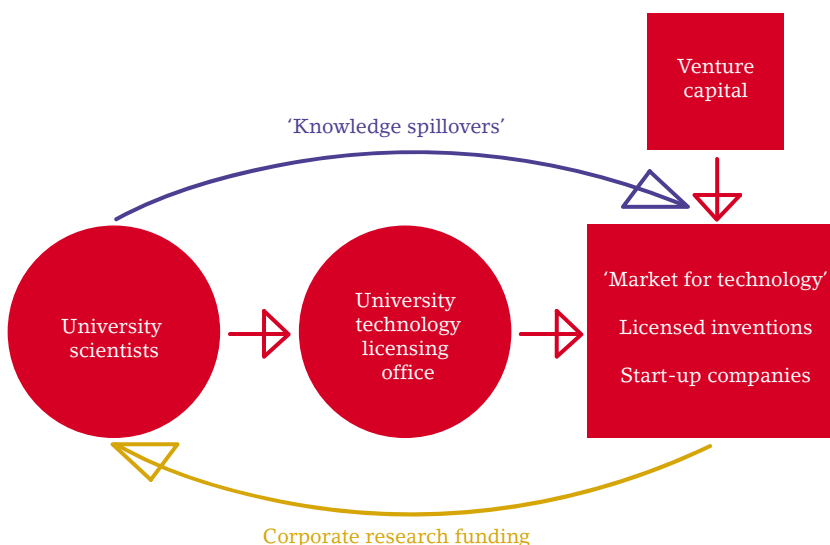 Venture
capital
‘Knowledge spillovers’
University
scientists
University
technology
licensing
office
‘Market for technology’
Licensed inventions
Start-up companies
Corporate research funding